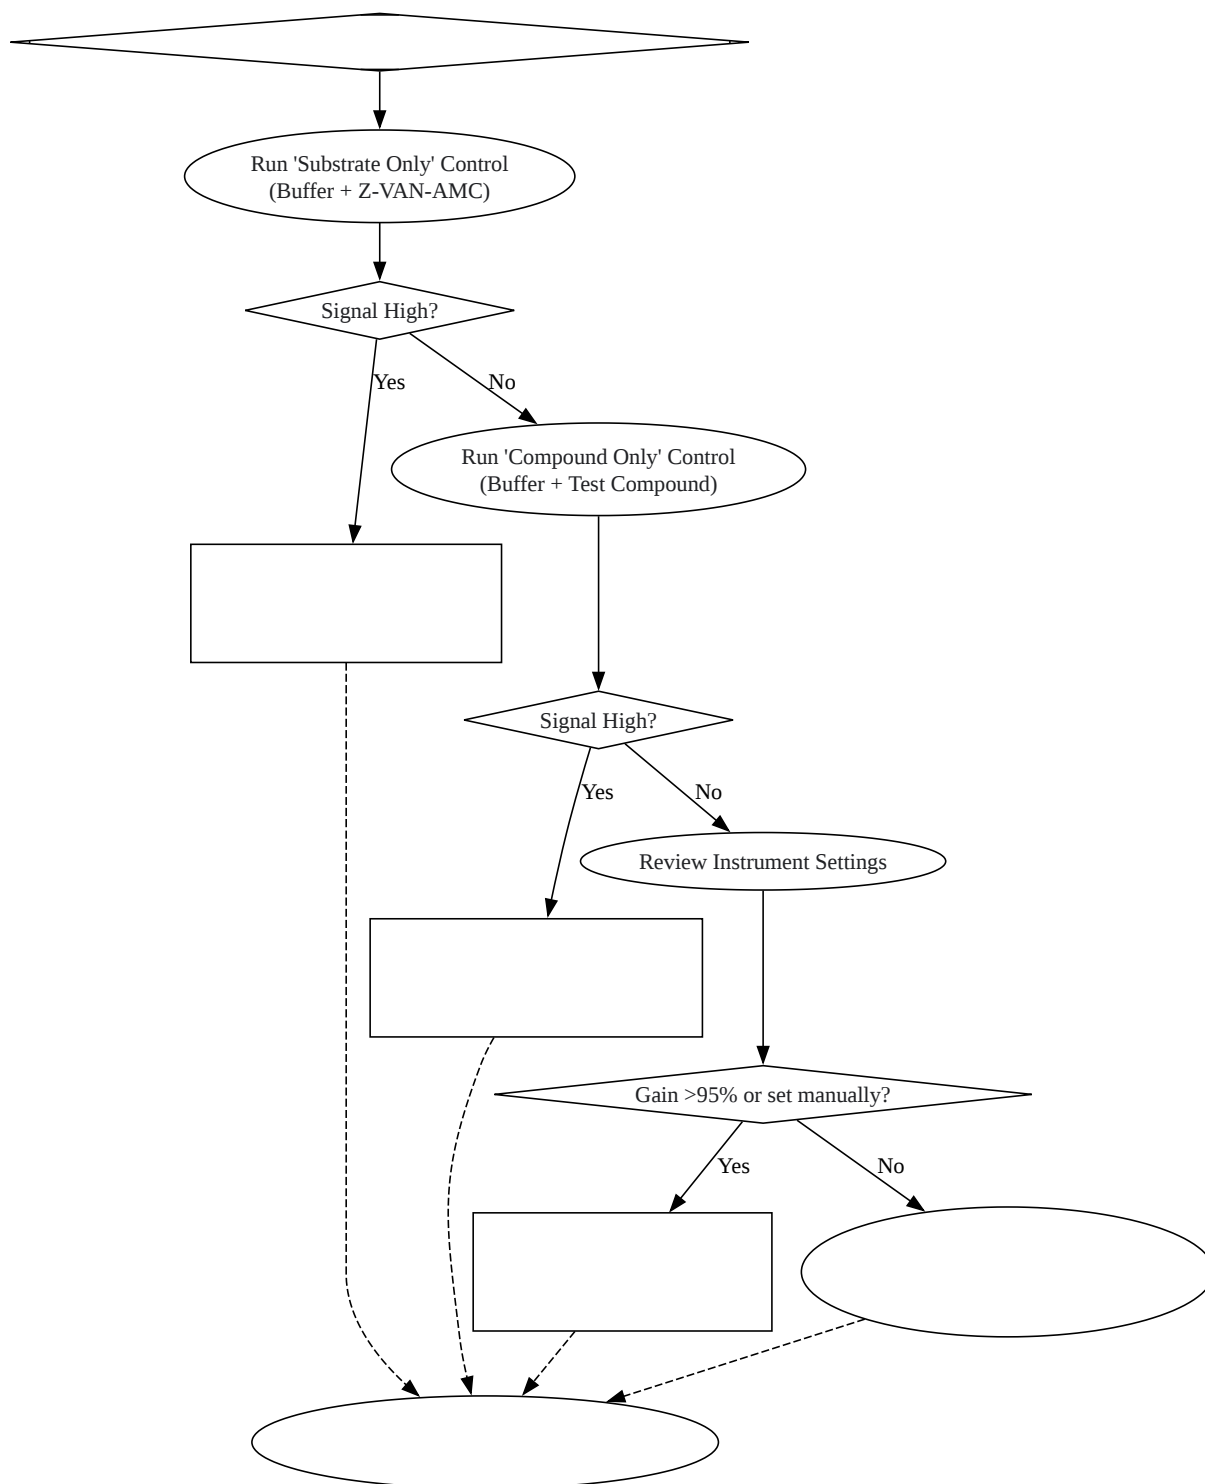 Run 'Substrate Only' Control
(Buffer + Z-VAN-AMC)
Signal High?
Yes
No
Run 'Compound Only' Control
(Buffer + Test Compound)
Signal High?
Yes
No
Review Instrument Settings
Gain >95% or set manually?
Yes
No